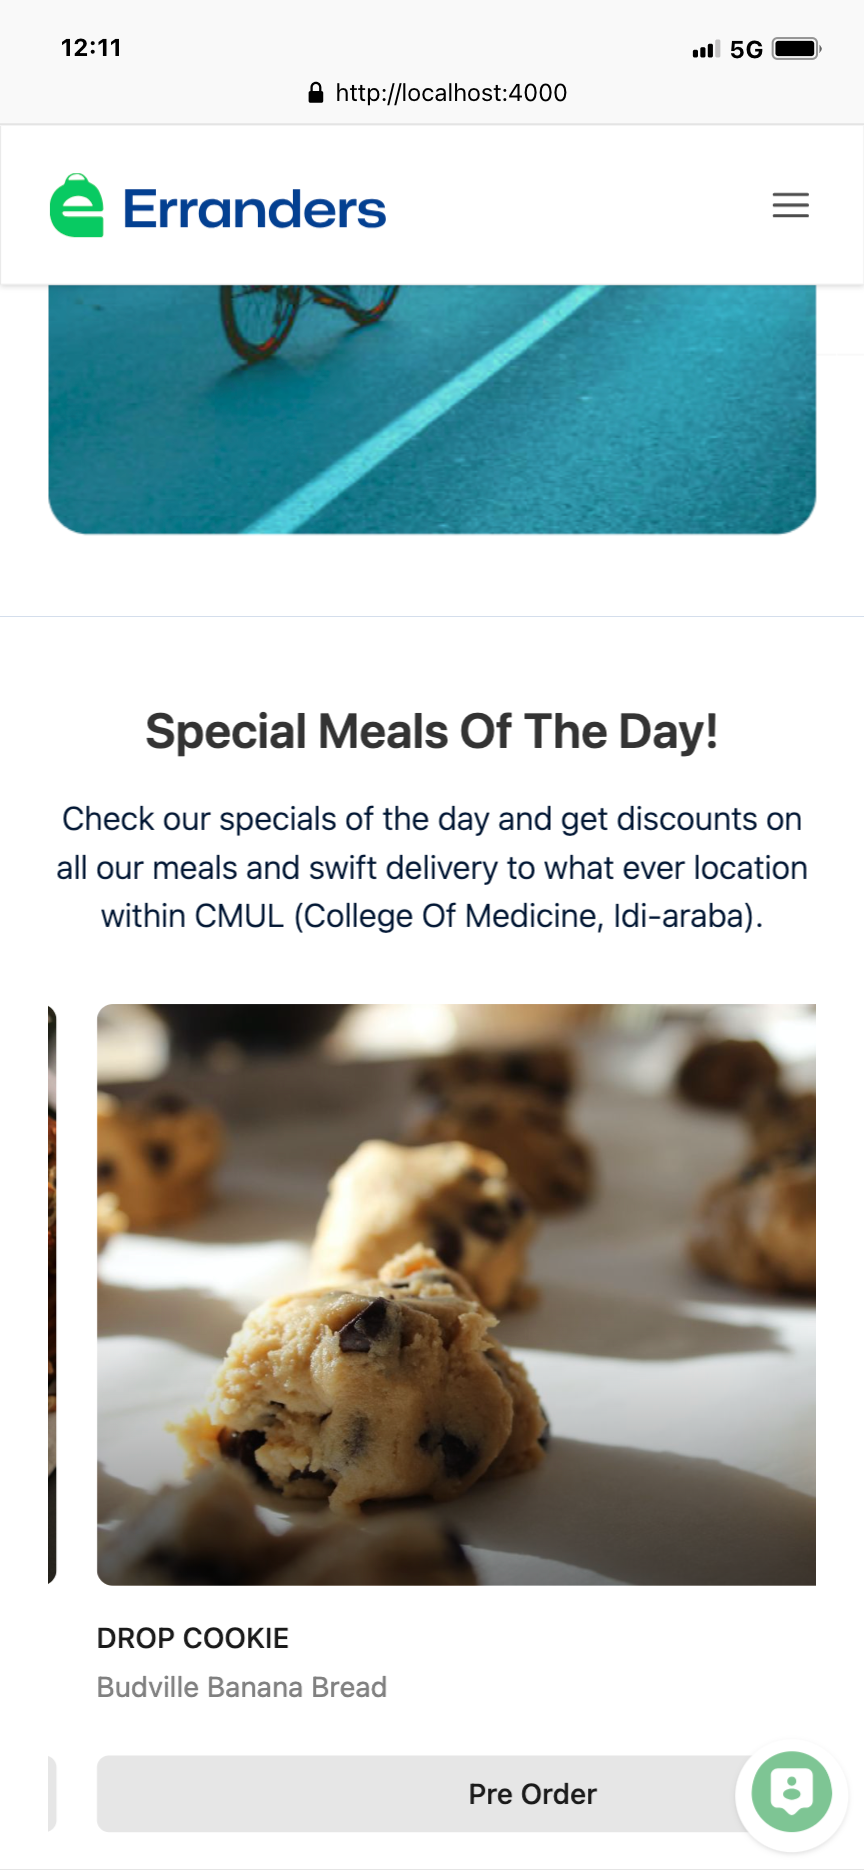 12:11
5G
http://localhost:4000
Erranders
Special Meals Of The Day!
Check our specials of the day and get discounts on
all our meals and swift delivery to what ever location
within CMUL (College Of Medicine, Idi-araba).
DROP COOKIE
Budville Banana Bread
Pre Order